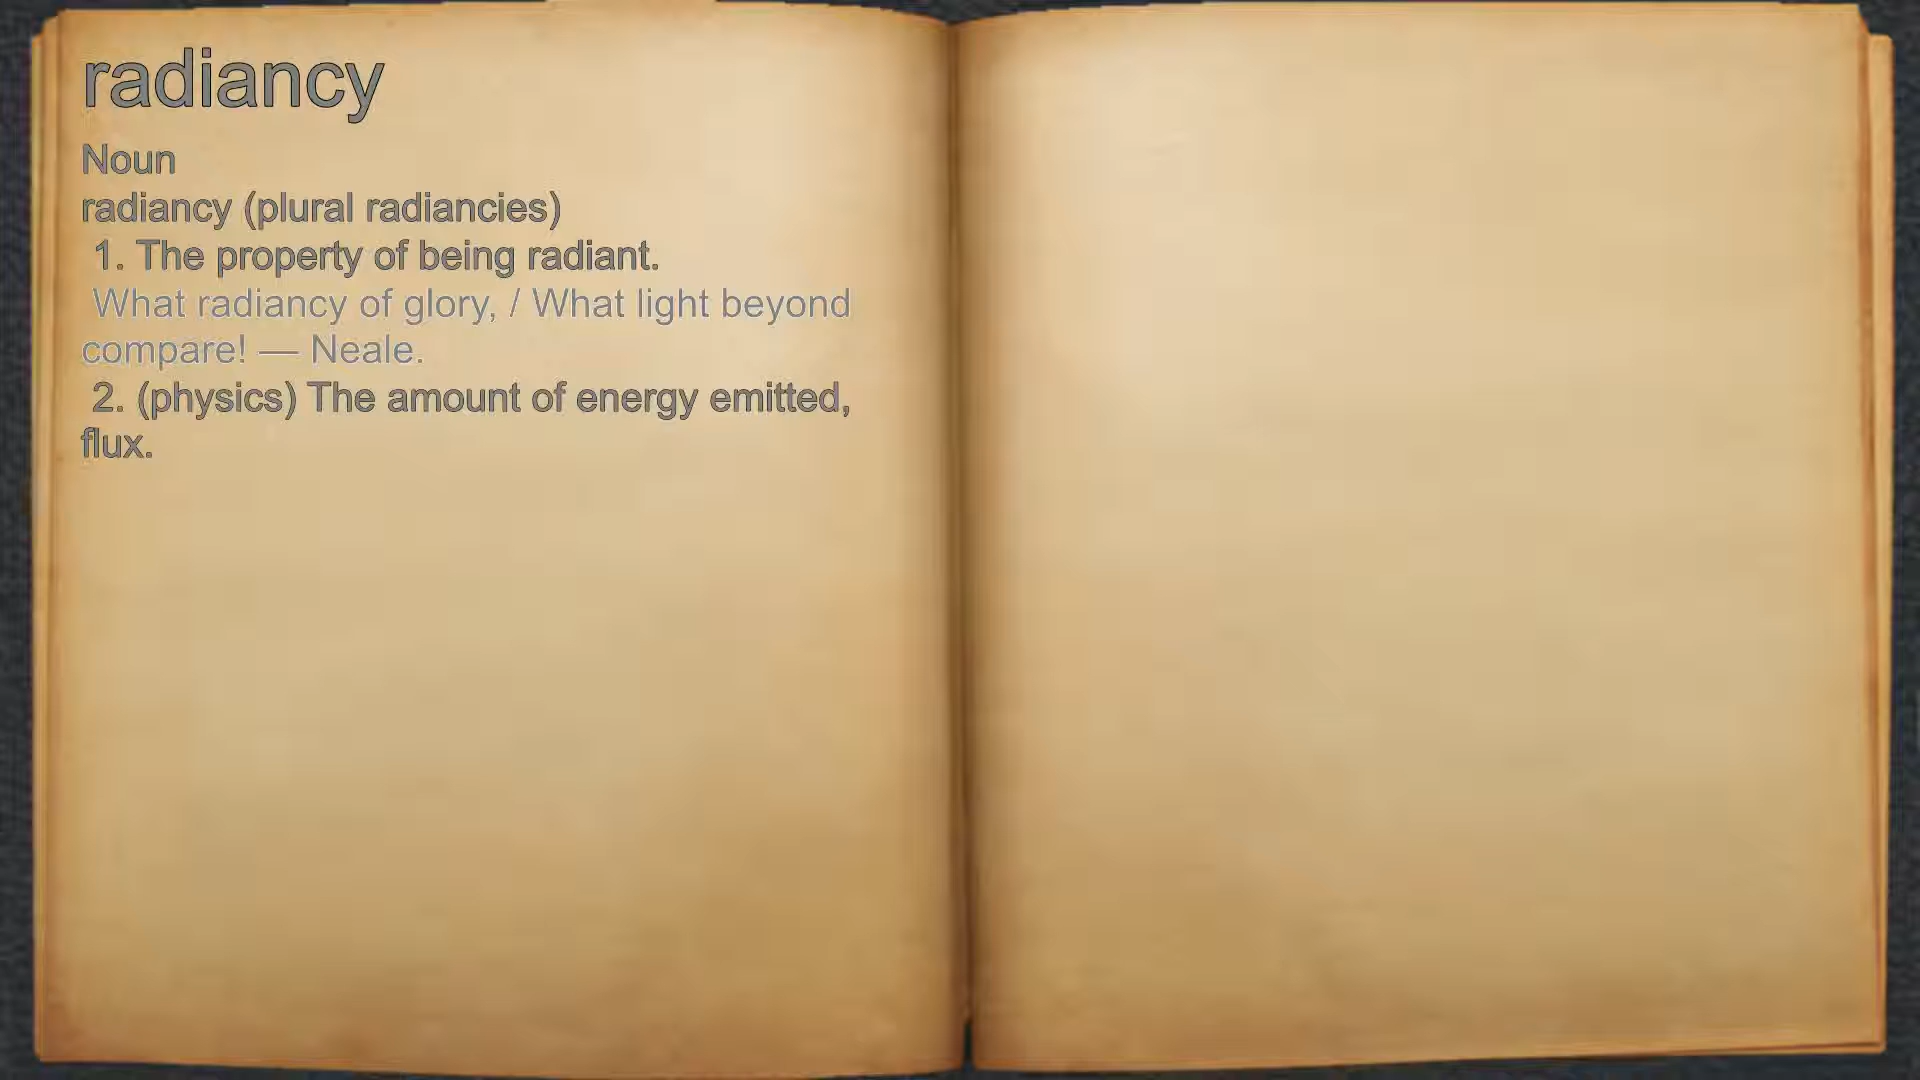 radiancy
Noun
radiancy (plural radiancies)
1. The property of being radiant.
What radiancy of glory, / What light beyond
compare! — Neale.
2. (physics) The amount of energy emitted,
flux.